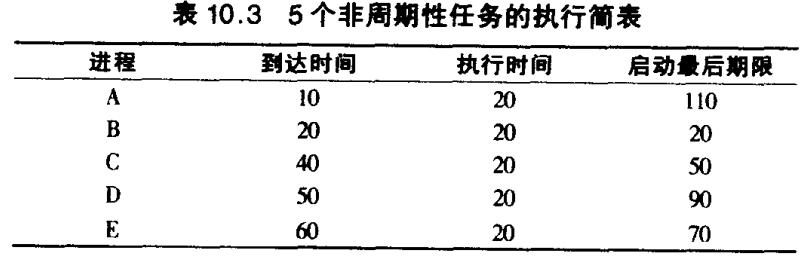 表 10.3 5个非周期性任务的执行简表
进程 到达时间 执行时间 启动最后期限
A 10 20 110
B 20 20 20
C 40 20 50
D 50 20 90
E 60 20 70